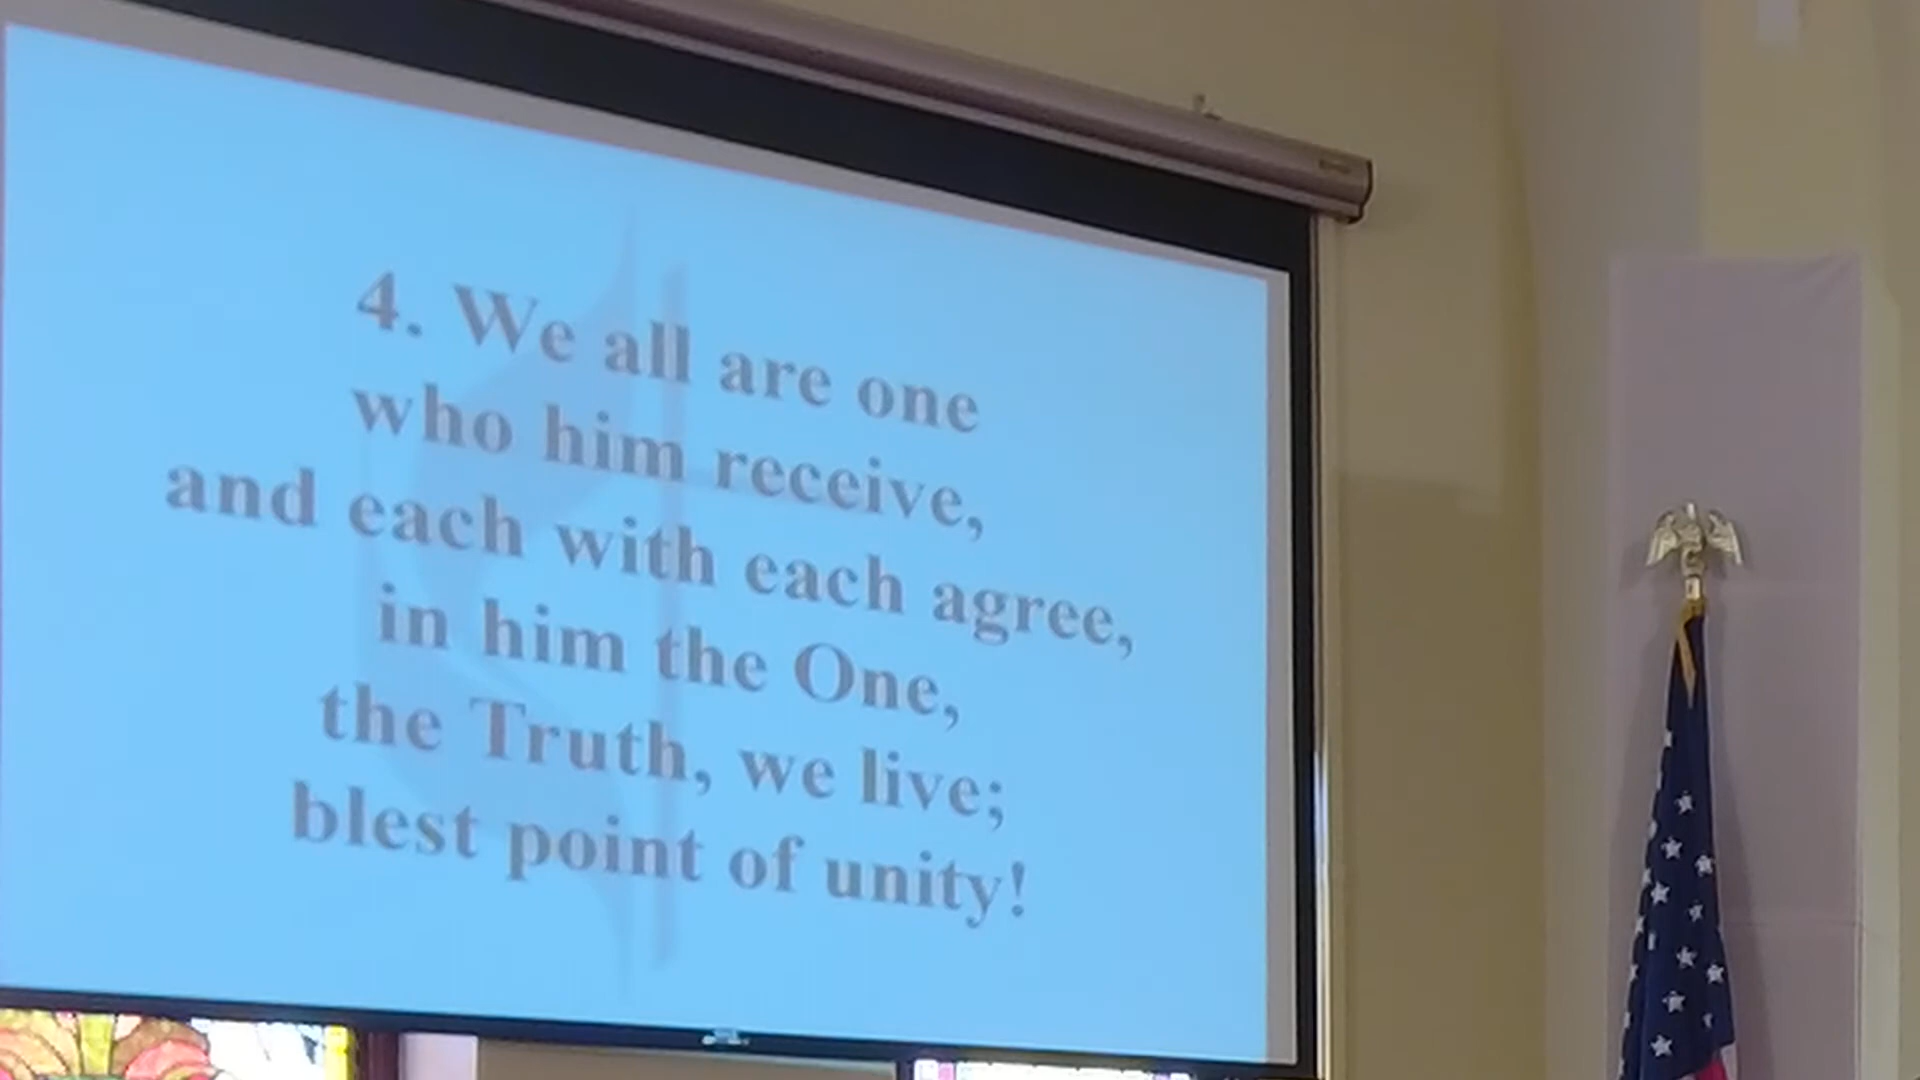 4. We all are one
who him receive,
and each with each agree,
in him the One,
the Truth, we live;
blest point of unity!